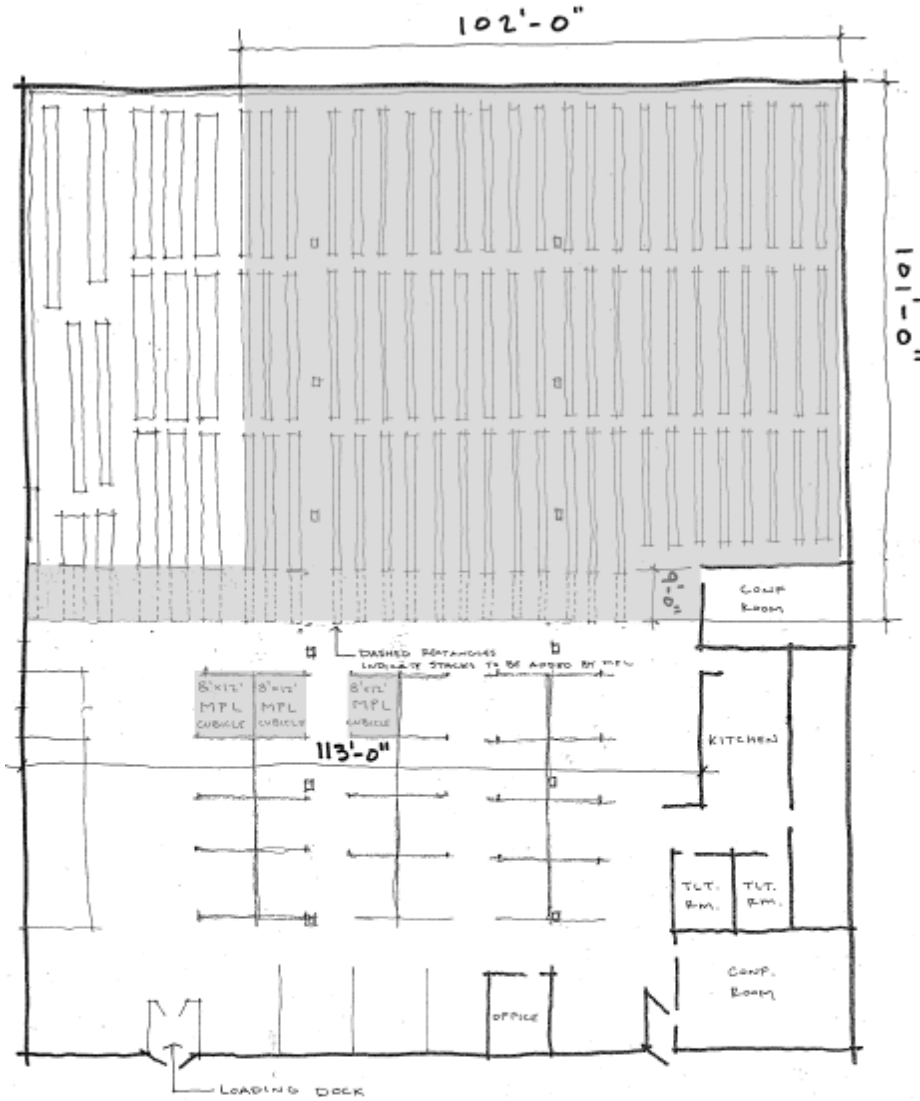 102'-0"
101'-0"
9'-0"
CONF
ROOM
DASHED RECTANGLES
INDICATE STACKS TO BE ADDED BY MPL
8'x12'
MPL
CUBICLE
8'x12'
MPL
CUBICLE
8'x12'
MPL
CUBICLE
113'-0"
KITCHEN
TLT.
RM.
TLT.
RM.
CONF.
ROOM
OFFICE
LOADING DOCK